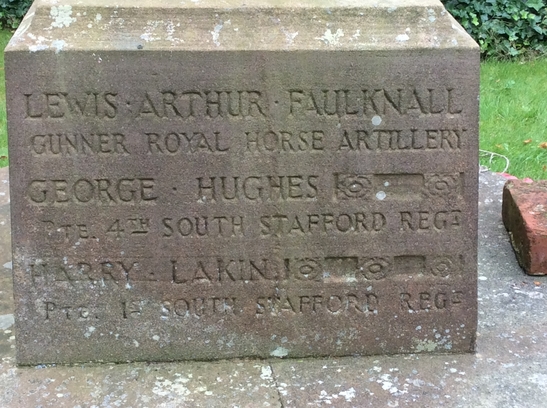 LEWIS · ARTHUR · FAULKNALL
GUNNER ROYAL HORSE ARTILLERY
GEORGE · HUGHES
PTE. 4TH SOUTH STAFFORD REGT
HARRY · LAKIN
PTE. 1ST SOUTH STAFFORD REGT